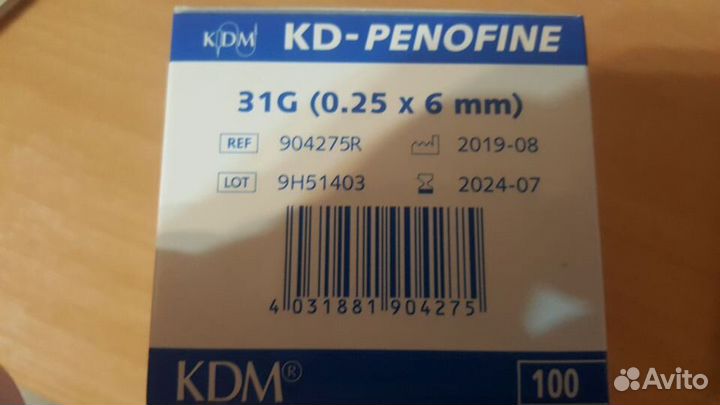 KDM KD-PENOFINE
31G (0.25 x 6 mm)
REF 904275R 2019-08
LOT 9H51403 2024-07
4 031881 904275
KDM® 100
Avito